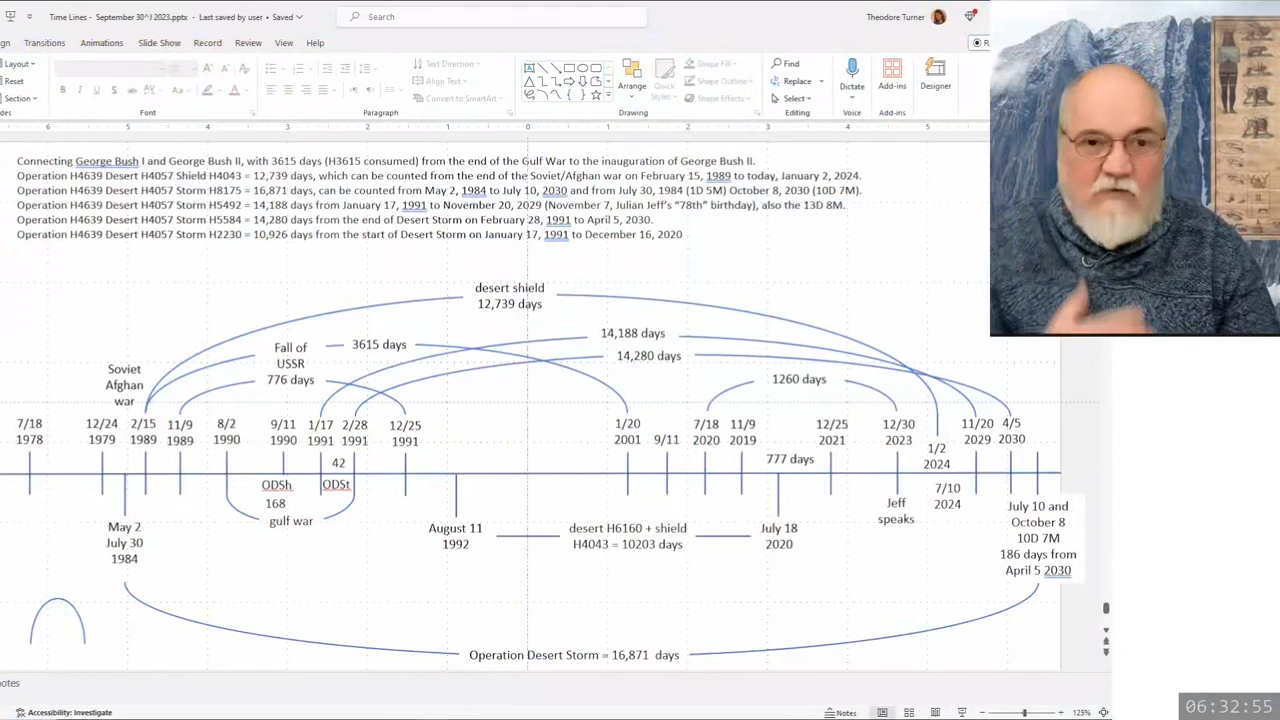 Time Lines - September 30^J 2023.pptx • Last saved by user • Saved
Search
Theodore Turner
Transitions
Animations
Slide Show
Record
Review
View
Help
Layout
Reset
Section
Text Direction
Align Text
Convert to SmartArt
Arrange
Quick
Styles
Shape Fill
Shape Outline
Shape Effects
Find
Replace
Select
Dictate
Add-ins
Designer
Font
Paragraph
Drawing
Editing
Voice
Add-ins
Designer
6 5 4 3 2 1 0 1 2 3 4 5 6
Connecting George Bush I and George Bush II, with 3615 days (H3615 consumed) from the end of the Gulf War to the inauguration of George Bush II.
Operation H4639 Desert H4057 Shield H4043 = 12,739 days, which can be counted from the end of the Soviet/Afghan war on February 15, 1989 to today, January 2, 2024.
Operation H4639 Desert H4057 Storm H8175 = 16,871 days, can be counted from May 2, 1984 to July 10, 2030 and from July 30, 1984 (1D 5M) October 8, 2030 (10D 7M).
Operation H4639 Desert H4057 Storm H5492 = 14,188 days from January 17, 1991 to November 20, 2029 (November 7, Julian Jeff's “78th” birthday), also the 13D 8M.
Operation H4639 Desert H4057 Storm H5584 = 14,280 days from the end of Desert Storm on February 28, 1991 to April 5, 2030.
Operation H4639 Desert H4057 Storm H2230 = 10,926 days from the start of Desert Storm on January 17, 1991 to December 16, 2020
desert shield
12,739 days
14,188 days
14,280 days
Fall of
USSR
776 days
3615 days
1260 days
Soviet
Afghan
war
7/18
1978
12/24
1979
2/15
1989
11/9
1989
8/2
1990
9/11
1990
1/17
1991
2/28
1991
12/25
1991
1/20
2001
9/11
7/18
2020
11/9
2019
12/25
2021
12/30
2023
1/2
2024
11/20
2029
4/5
2030
42
777 days
ODSh
168
ODSt
gulf war
7/10
2024
Jeff
speaks
May 2
July 30
1984
August 11
1992
desert H6160 + shield
H4043 = 10203 days
July 18
2020
July 10 and
October 8
10D 7M
186 days from
April 5 2030
Operation Desert Storm = 16,871 days
notes
Accessibility: Investigate
Notes
125%
06:32:55